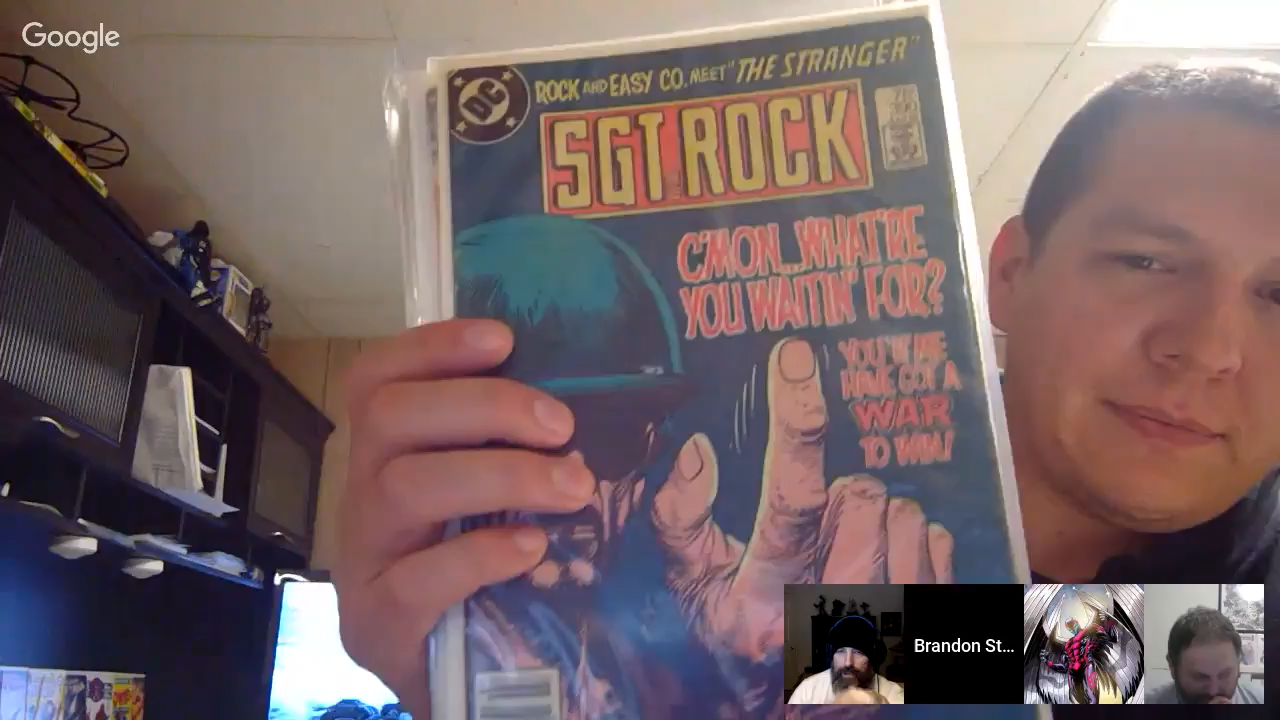 Google
DC
ROCK AND EASY CO. MEET "THE STRANGER"
SGT. ROCK
C'MON...WHAT'RE
YOU WAITIN' FOR?
YOU'N'ME
HAVE GOT A
WAR
TO WIN!
Brandon St...